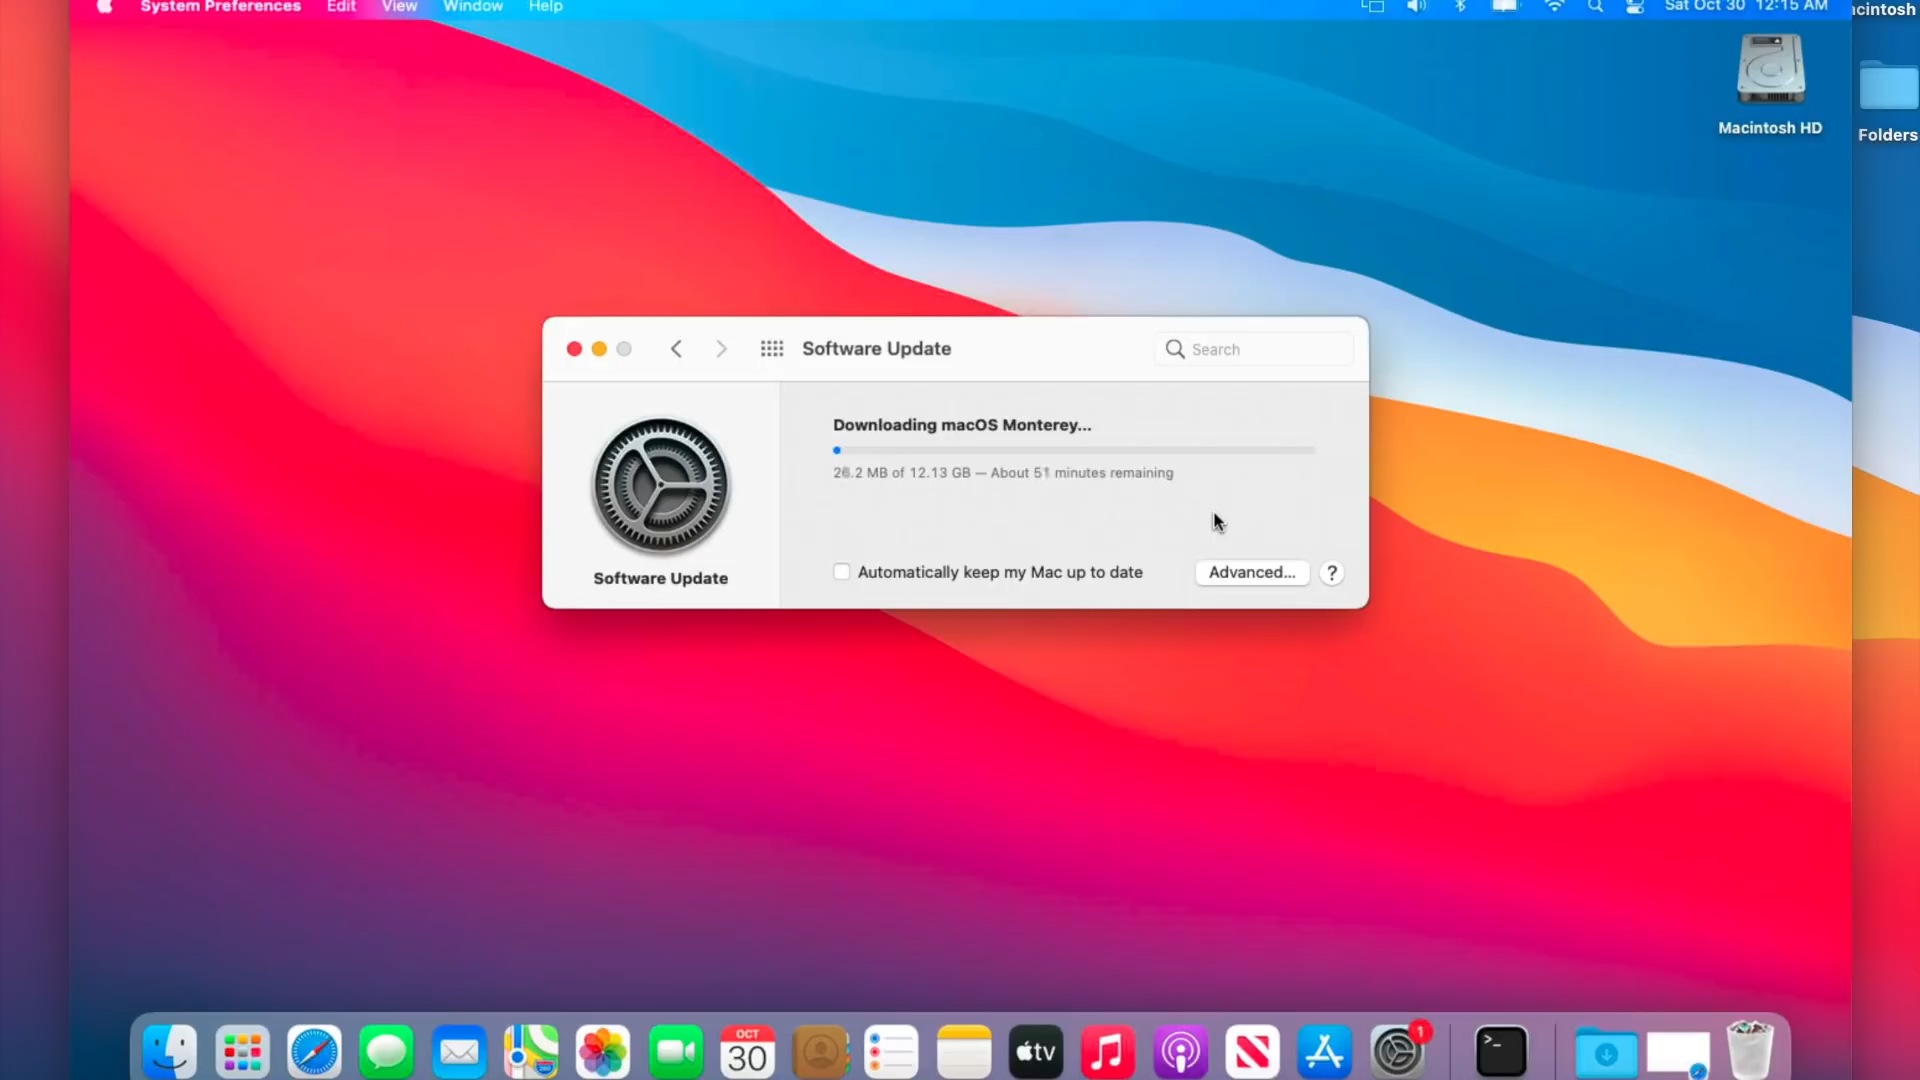 System Preferences Edit View Window Help Sat Oct 30 12:15 AM
acintosh
Macintosh HD
Folders
Software Update
Search
Downloading macOS Monterey...
MB of 12.13 GB — About minutes remaining
Software Update
Automatically keep my Mac up to date
Advanced...
?
OCT
30
tv
1
>_